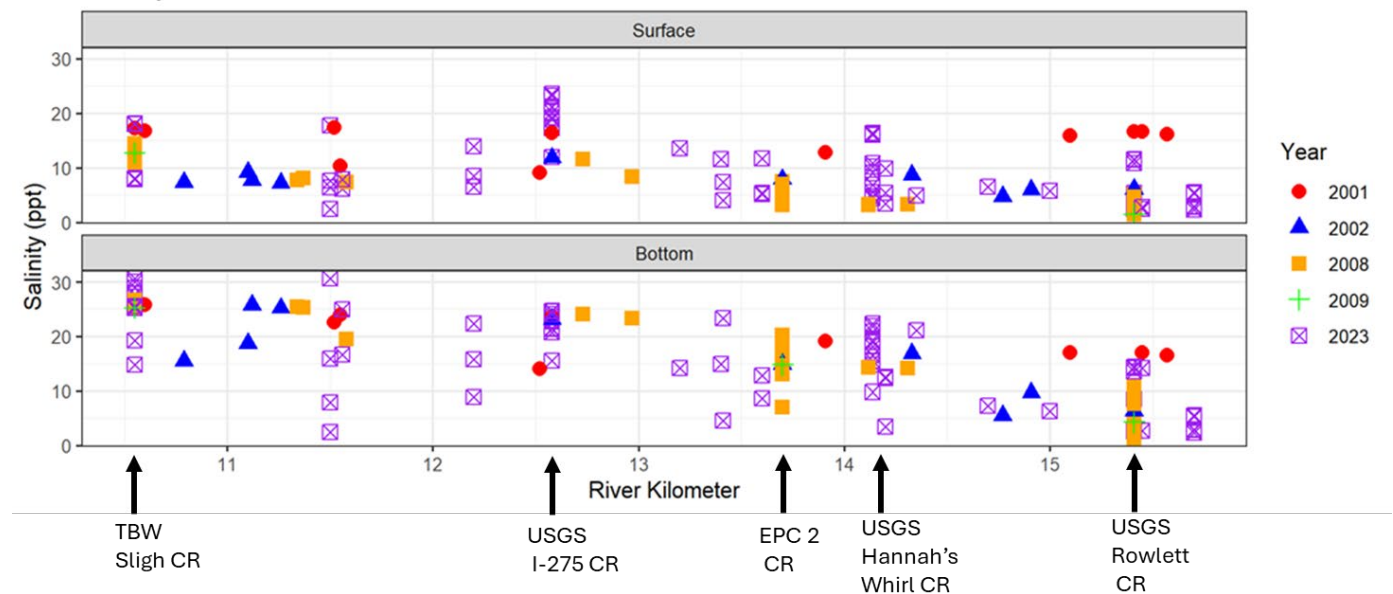 Surface
30
20
10
0
Bottom
30
20
10
0
Salinity (ppt)
11 12 13 14 15
River Kilometer
Year
2001
2002
2008
2009
2023
TBW
Sligh CR
USGS
I-275 CR
EPC 2
CR
USGS
Hannah's
Whirl CR
USGS
Rowlett
CR